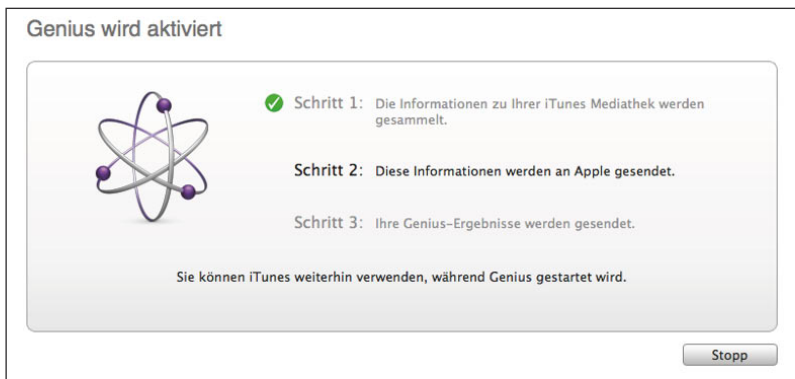 Genius wird aktiviert
Schritt 1: Die Informationen zu Ihrer iTunes Mediathek werden
gesammelt.
Schritt 2: Diese Informationen werden an Apple gesendet.
Schritt 3: Ihre Genius-Ergebnisse werden gesendet.
Sie können iTunes weiterhin verwenden, während Genius gestartet wird.
Stopp